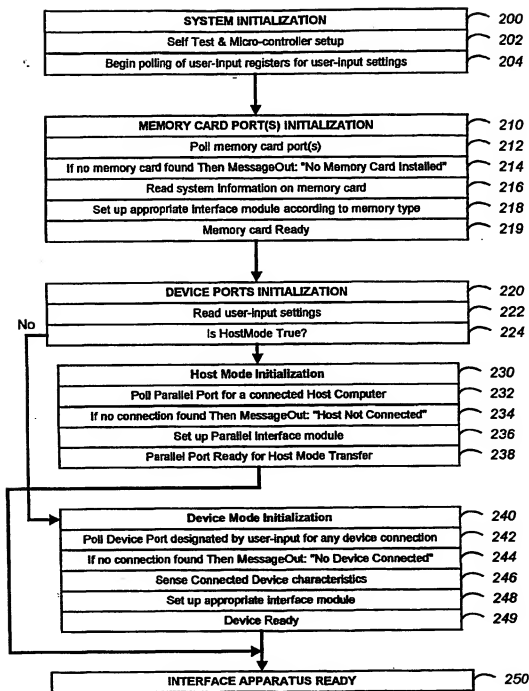 SYSTEM INITIALIZATION 200
Self Test & Micro-controller setup 202
Begin polling of user-input registers for user-input settings 204
MEMORY CARD PORT(S) INITIALIZATION 210
Poll memory card port(s) 212
If no memory card found Then MessageOut: "No Memory Card Installed" 214
Read system information on memory card 216
Set up appropriate interface module according to memory type 218
Memory card Ready 219
DEVICE PORTS INITIALIZATION 220
Read user-input settings 222
No
Is HostMode True? 224
Host Mode Initialization 230
Poll Parallel Port for a connected Host Computer 232
If no connection found Then MessageOut: "Host Not Connected" 234
Set up Parallel Interface module 236
Parallel Port Ready for Host Mode Transfer 238
Device Mode Initialization 240
Poll Device Port designated by user-input for any device connection 242
If no connection found Then MessageOut: "No Device Connected" 244
Sense Connected Device characteristics 246
Set up appropriate interface module 248
Device Ready 249
INTERFACE APPARATUS READY 250